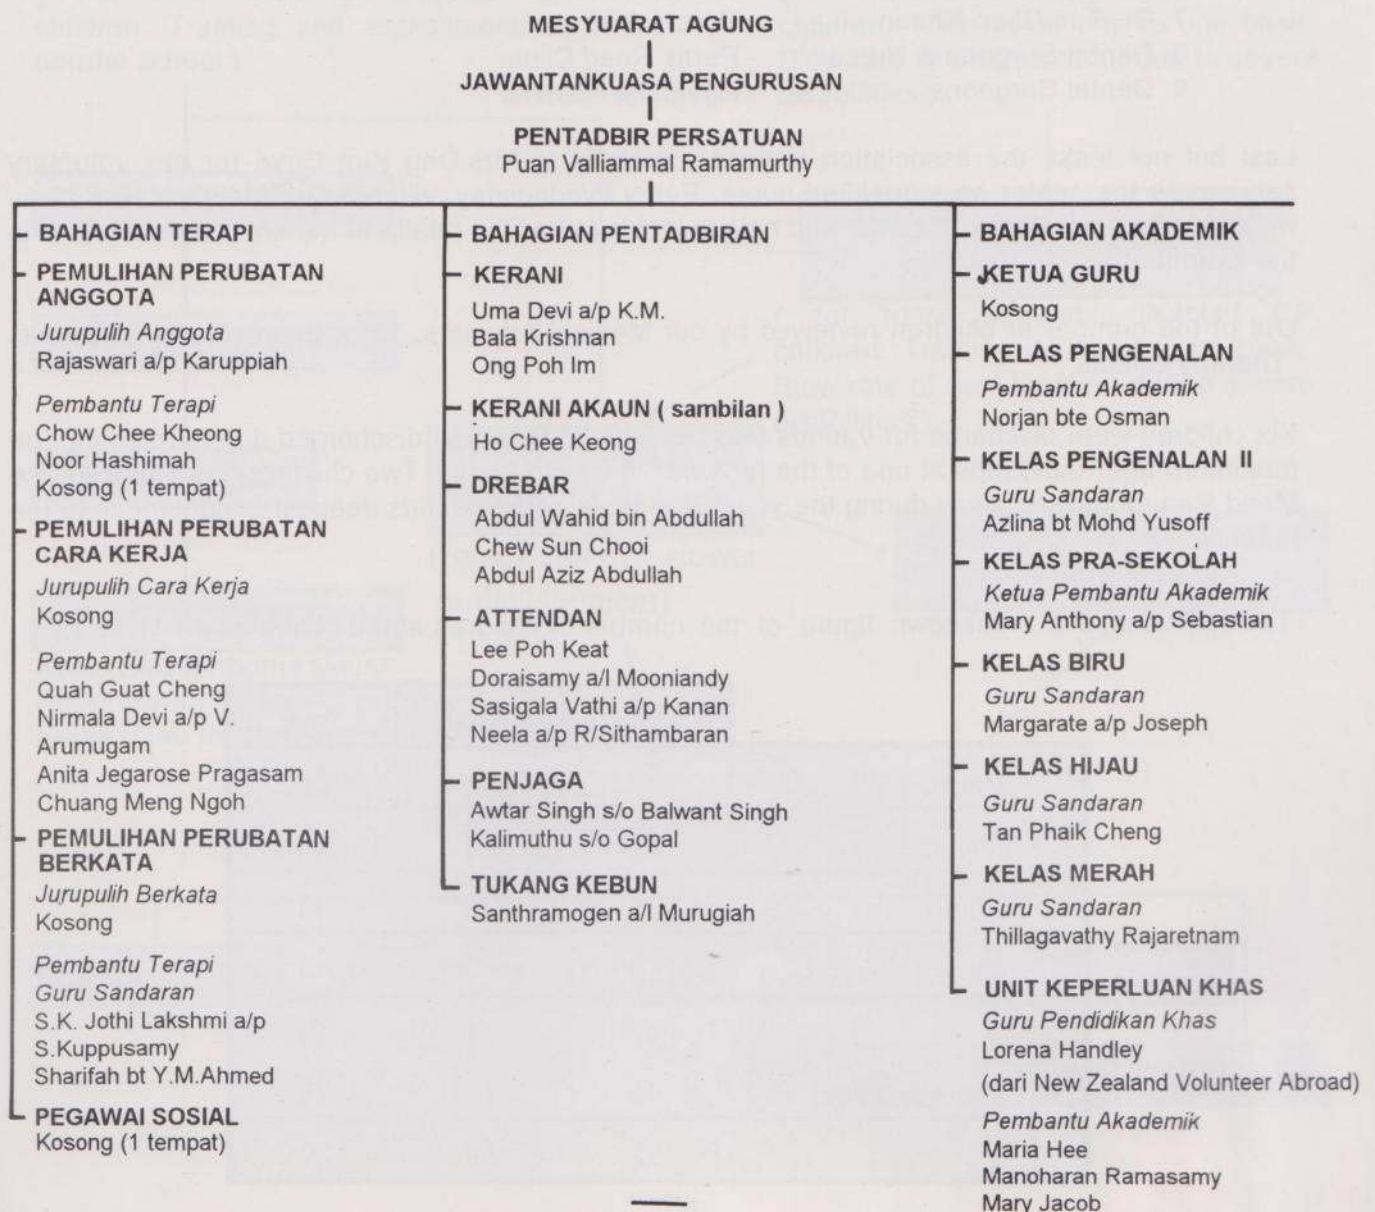 MESYUARAT AGUNG
JAWANTANKUASA PENGURUSAN
PENTADBIR PERSATUAN
Puan Valliammal Ramamurthy
BAHAGIAN TERAPI
PEMULIHAN PERUBATAN
ANGGOTA
Jurupulih Anggota
Rajaswari a/p Karuppiah
Pembantu Terapi
Chow Chee Kheong
Noor Hashimah
Kosong (1 tempat)
PEMULIHAN PERUBATAN
CARA KERJA
Jurupulih Cara Kerja
Kosong
Pembantu Terapi
Quah Guat Cheng
Nirmala Devi a/p V.
Arumugam
Anita Jegarose Pragasam
Chuang Meng Ngoh
PEMULIHAN PERUBATAN
BERKATA
Jurupulih Berkata
Kosong
Pembantu Terapi
Guru Sandaran
S.K. Jothi Lakshmi a/p
S.Kuppusamy
Sharifah bt Y.M.Ahmed
PEGAWAI SOSIAL
Kosong (1 tempat)
BAHAGIAN PENTADBIRAN
KERANI
Uma Devi a/p K.M.
Bala Krishnan
Ong Poh Im
KERANI AKAUN ( sambilan )
Ho Chee Keong
DREBAR
Abdul Wahid bin Abdullah
Chew Sun Chooi
Abdul Aziz Abdullah
ATTENDAN
Lee Poh Keat
Doraisamy a/l Mooniandy
Sasigala Vathi a/p Kanan
Neela a/p R/Sithambaran
PENJAGA
Awtar Singh s/o Balwant Singh
Kalimuthu s/o Gopal
TUKANG KEBUN
Santhramogen a/l Murugiah
BAHAGIAN AKADEMIK
KETUA GURU
Kosong
KELAS PENGENALAN
Pembantu Akademik
Norjan bte Osman
KELAS PENGENALAN II
Guru Sandaran
Azlina bt Mohd Yusoff
KELAS PRA-SEKOLAH
Ketua Pembantu Akademik
Mary Anthony a/p Sebastian
KELAS BIRU
Guru Sandaran
Margarate a/p Joseph
KELAS HIJAU
Guru Sandaran
Tan Phaik Cheng
KELAS MERAH
Guru Sandaran
Thillagavathy Rajaretnam
UNIT KEPERLUAN KHAS
Guru Pendidikan Khas
Lorena Handley
(dari New Zealand Volunteer Abroad)
Pembantu Akademik
Maria Hee
Manoharan Ramasamy
Mary Jacob